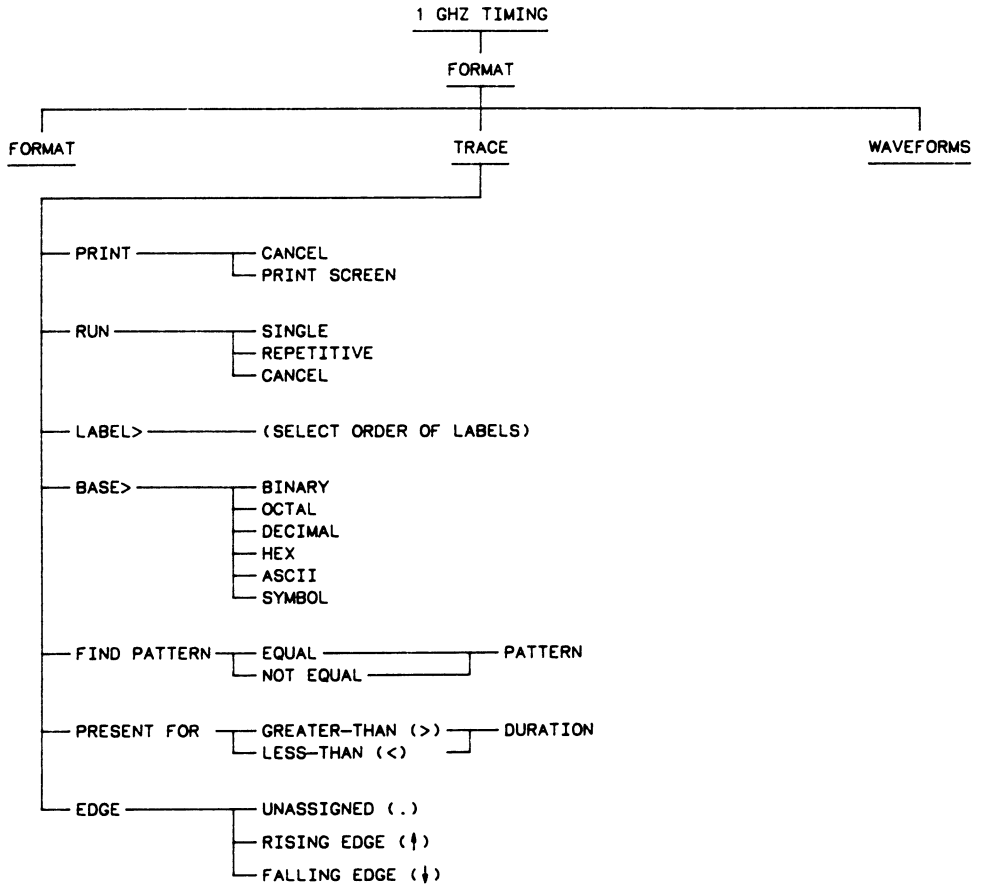 1 GHZ TIMING
FORMAT
FORMAT TRACE WAVEFORMS
PRINT CANCEL
PRINT SCREEN
RUN SINGLE
REPETITIVE
CANCEL
LABEL> (SELECT ORDER OF LABELS)
BASE> BINARY
OCTAL
DECIMAL
HEX
ASCII
SYMBOL
FIND PATTERN EQUAL PATTERN
NOT EQUAL
PRESENT FOR GREATER-THAN (>) DURATION
LESS-THAN (<)
EDGE UNASSIGNED (.)
RISING EDGE (↑)
FALLING EDGE (↓)